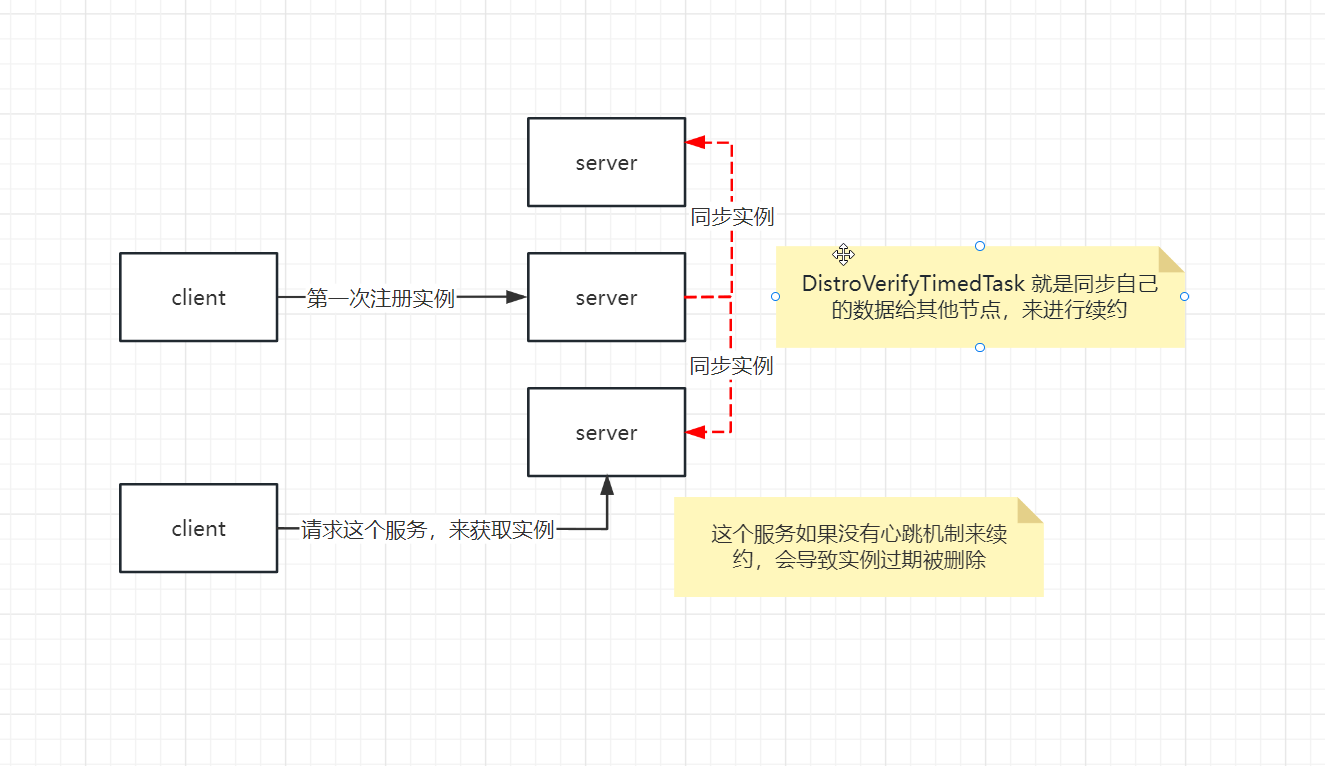 server
同步实例
client
第一次注册实例
server
DistroVerifyTimedTask 就是同步自己
的数据给其他节点，来进行续约
同步实例
server
client
请求这个服务，来获取实例
这个服务如果没有心跳机制来续
约，会导致实例过期被删除